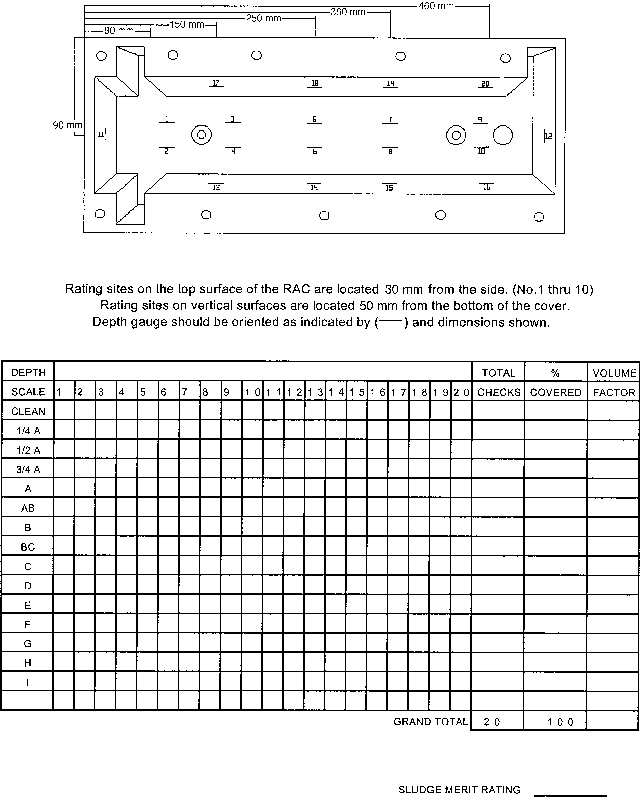 460 mm
350 mm
250 mm
150 mm
90 mm
17 18 19 20
90 mm
11 1 3 5 7 9 12
2 4 6 8 10
13 14 15 16
Rating sites on the top surface of the RAC are located 30 mm from the side. (No.1 thru 10)
Rating sites on vertical surfaces are located 50 mm from the bottom of the cover.
Depth gauge should be oriented as indicated by (——) and dimensions shown.
DEPTH TOTAL % VOLUME
SCALE 1 2 3 4 5 6 7 8 9 10 11 12 13 14 15 16 17 18 19 20 CHECKS COVERED FACTOR
CLEAN
1/4 A
1/2 A
3/4 A
A
AB
B
BC
C
D
E
F
G
H
I
GRAND TOTAL 20 100
SLUDGE MERIT RATING